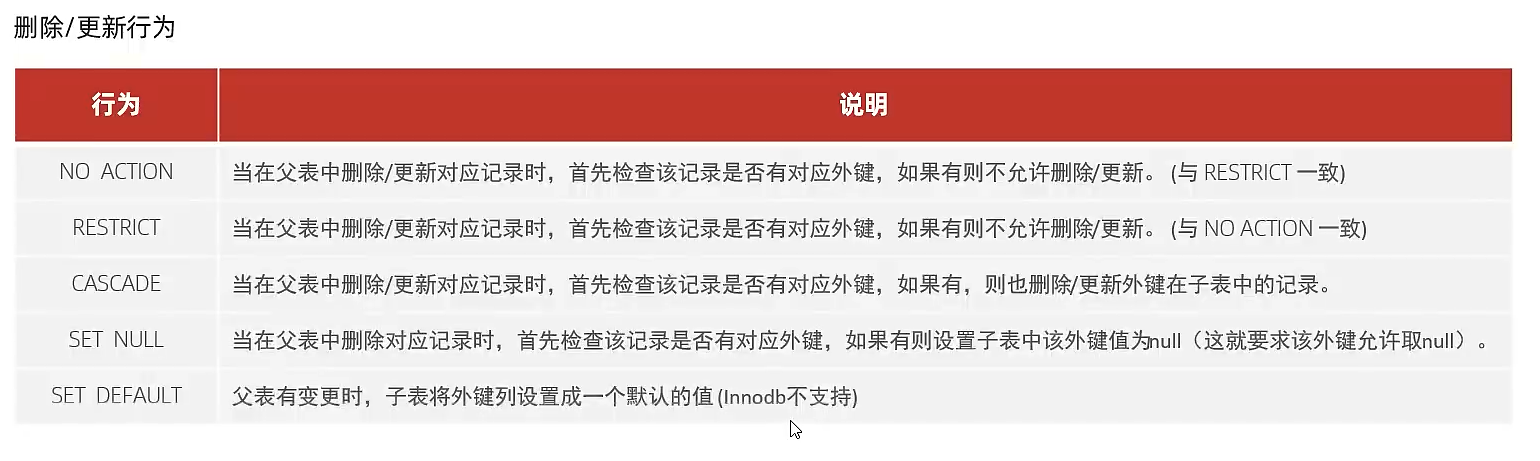 删除/更新行为
行为 说明
NO ACTION 当在父表中删除/更新对应记录时，首先检查该记录是否有对应外键，如果有则不允许删除/更新。 (与 RESTRICT 一致)
RESTRICT 当在父表中删除/更新对应记录时，首先检查该记录是否有对应外键，如果有则不允许删除/更新。 (与 NO ACTION 一致)
CASCADE 当在父表中删除/更新对应记录时，首先检查该记录是否有对应外键，如果有，则也删除/更新外键在子表中的记录。
SET NULL 当在父表中删除对应记录时，首先检查该记录是否有对应外键，如果有则设置子表中该外键值为null（这就要求该外键允许取null）。
SET DEFAULT 父表有变更时，子表将外键列设置成一个默认的值 (Innodb不支持)